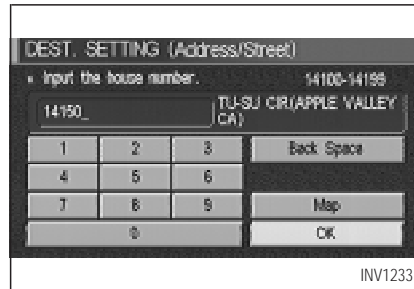 DEST. SETTING (Address/Street)
Input the house number. 14100-14199
14150_ TU-SU CIR(APPLE VALLEY
CA)
1 2 3 Back Space
4 5 6
7 8 9 Map
0 OK
INV1233